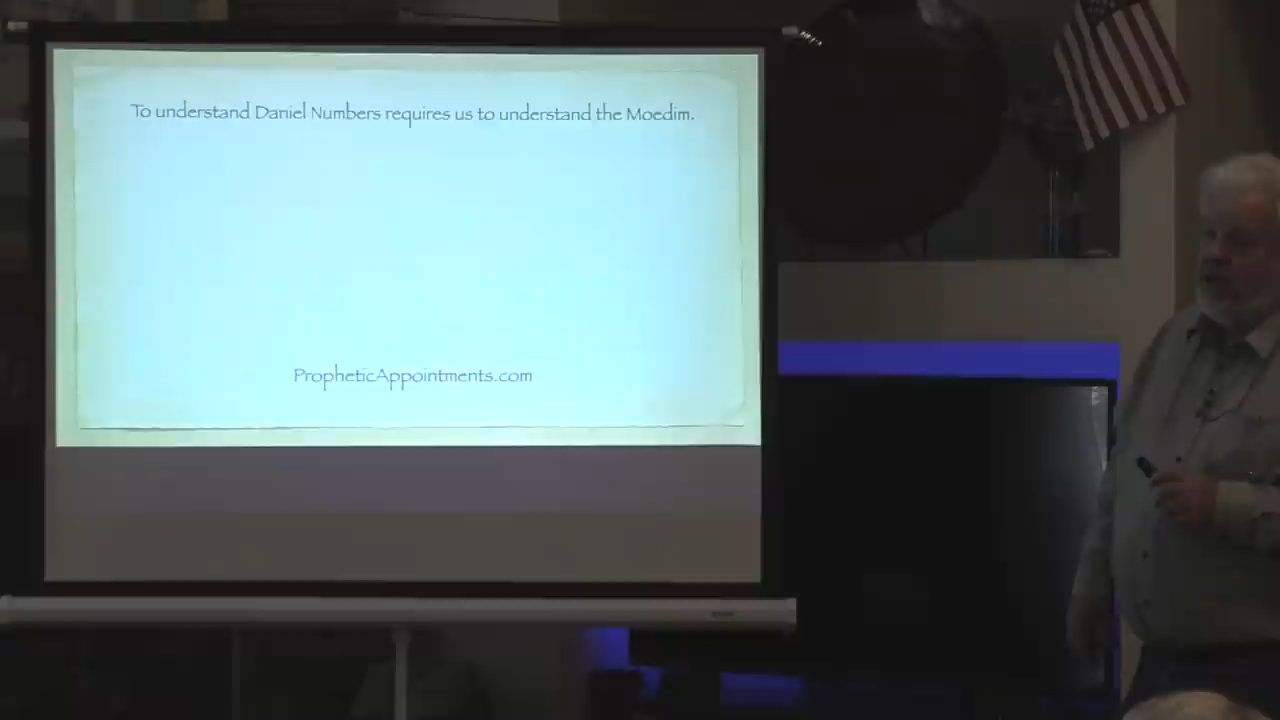 To understand Daniel Numbers requires us to understand the Moedim.
PropheticAppointments.com